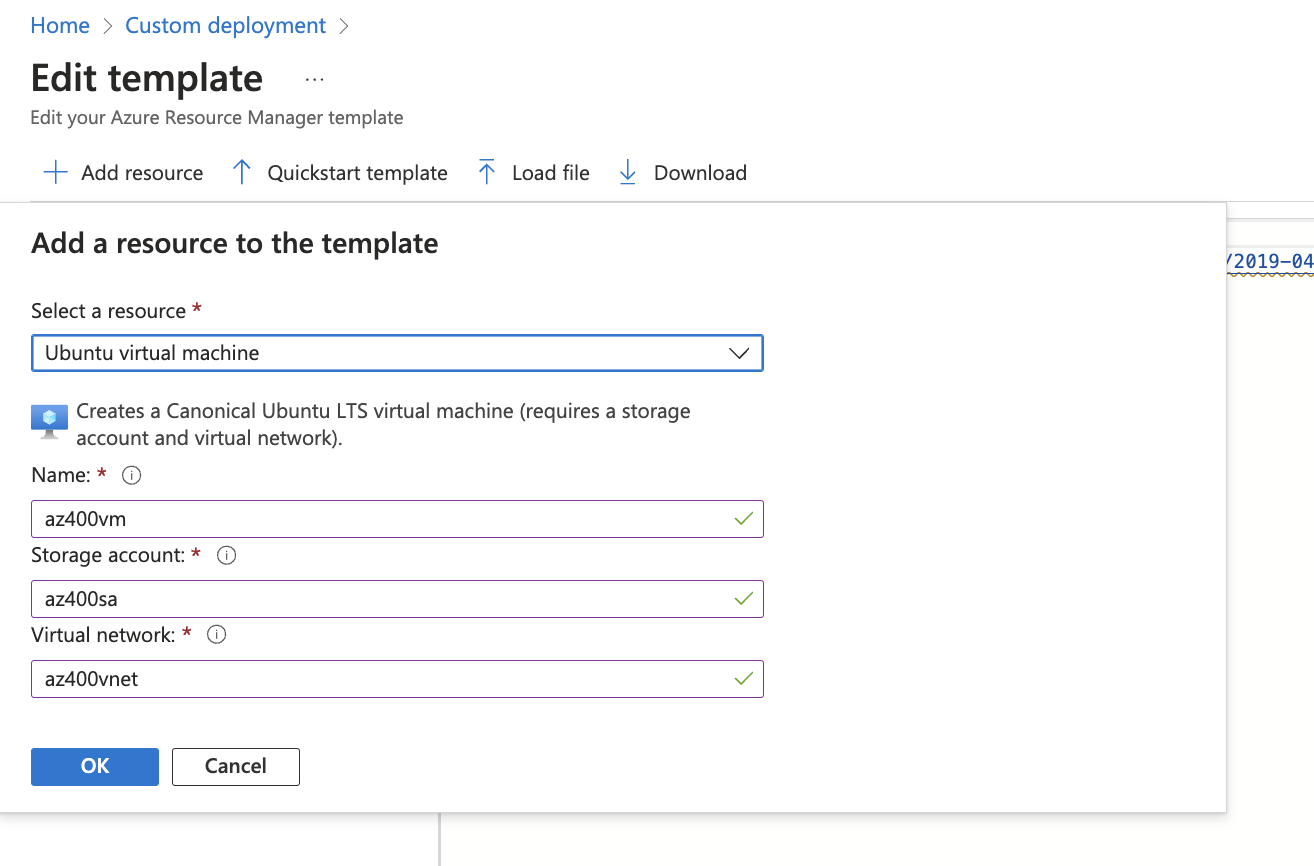 Home > Custom deployment >
Edit template ...
Edit your Azure Resource Manager template
Add resource Quickstart template Load file Download
Add a resource to the template
/2019-04
Select a resource *
Ubuntu virtual machine
Creates a Canonical Ubuntu LTS virtual machine (requires a storage
account and virtual network).
Name: *
az400vm
Storage account: *
az400sa
Virtual network: *
az400vnet
OK Cancel